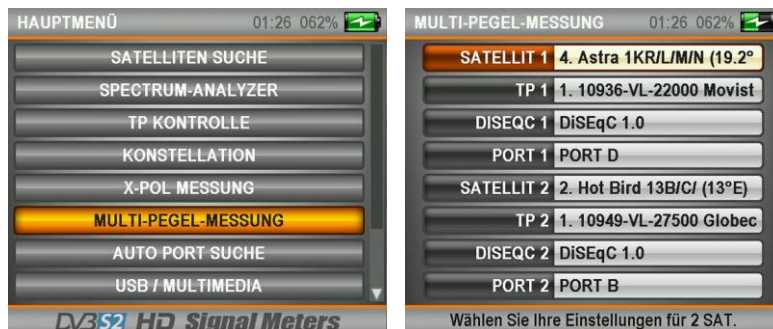 HAUPTMENÜ 01:26 062%
SATELLITEN SUCHE
SPECTRUM-ANALYZER
TP KONTROLLE
KONSTELLATION
X-POL MESSUNG
MULTI-PEGEL-MESSUNG
AUTO PORT SUCHE
USB / MULTIMEDIA
DVB S2 HD Signal Meters
MULTI-PEGEL-MESSUNG 01:26 062%
SATELLIT 1 4. Astra 1KR/L/M/N (19.2°
TP 1 1. 10936-VL-22000 Movist
DISEQC 1 DiSEqC 1.0
PORT 1 PORT D
SATELLIT 2 2. Hot Bird 13B/C/ (13°E)
TP 2 1. 10949-VL-27500 Globec
DISEQC 2 DiSEqC 1.0
PORT 2 PORT B
Wählen Sie Ihre Einstellungen für 2 SAT.